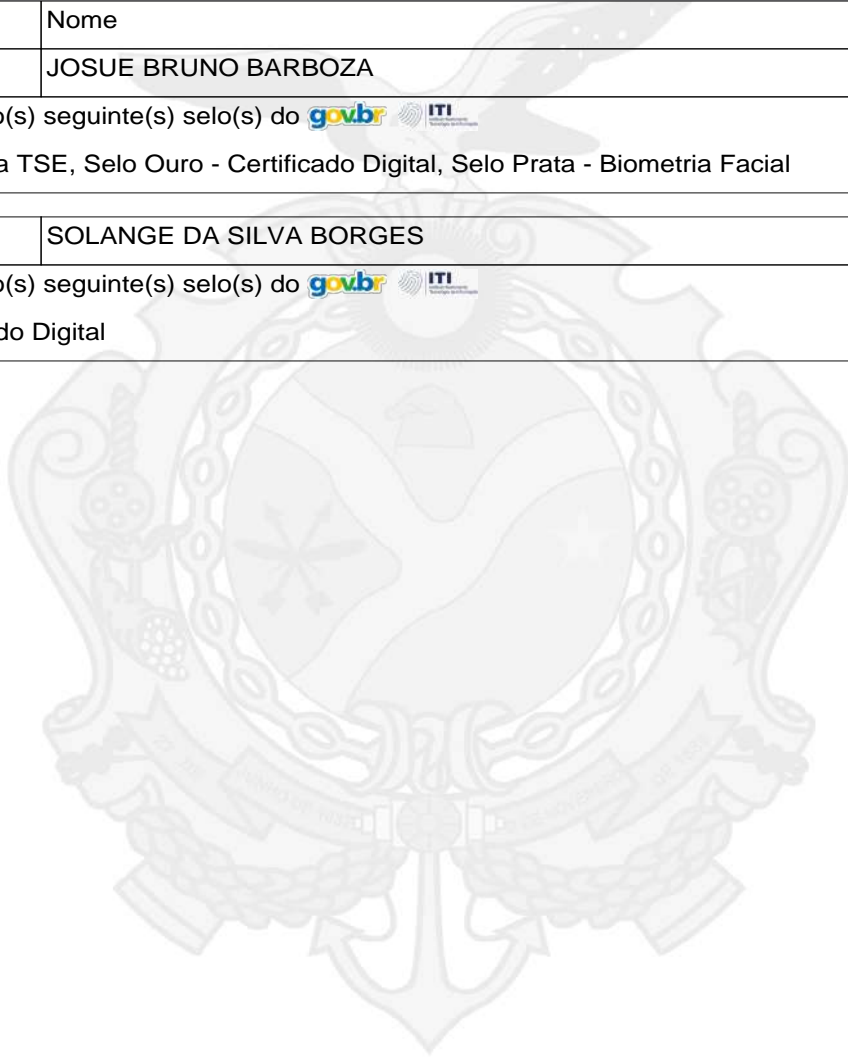 Nome
JOSUE BRUNO BARBOZA
o(s) seguinte(s) selo(s) do gov.br ITI
a TSE, Selo Ouro - Certificado Digital, Selo Prata - Biometria Facial
SOLANGE DA SILVA BORGES
o(s) seguinte(s) selo(s) do gov.br ITI
do Digital